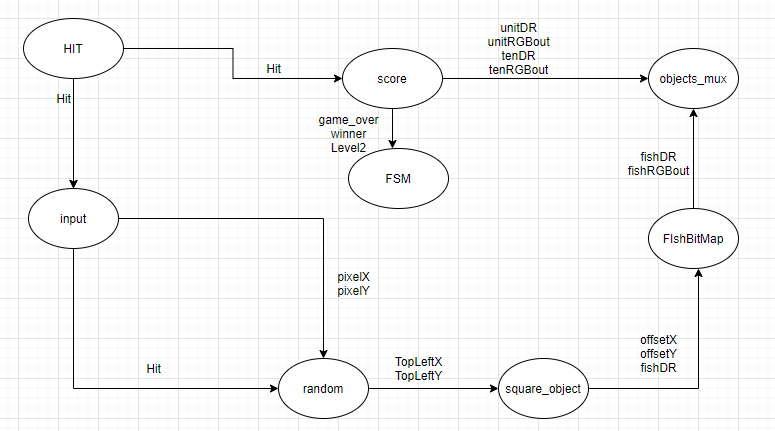 HIT
Hit
score
unitDR
unitRGBout
tenDR
tenRGBout
objects_mux
Hit
game_over
winner
Level2
FSM
fishDR
fishRGBout
input
FIshBitMap
pixelX
pixelY
Hit
random
TopLeftX
TopLeftY
square_object
offsetX
offsetY
fishDR